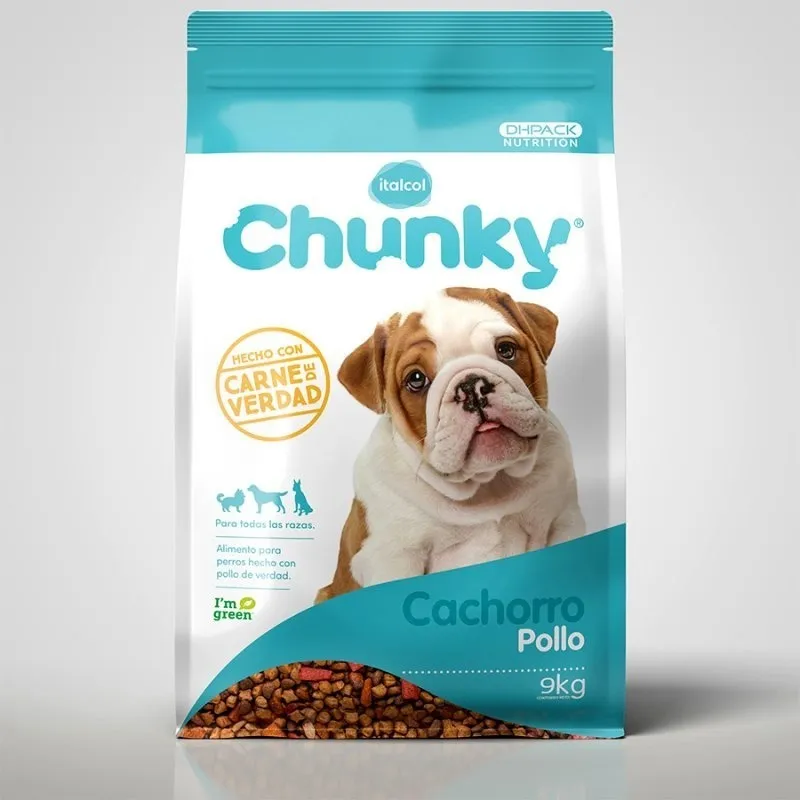 DHPACK
NUTRITION
italcol
Chunky®
HECHO CON
CARNE DE
VERDAD
Para todas las razas.
Alimento para
perros hecho con
pollo de verdad.
I'm
green
Cachorro
Pollo
9kg